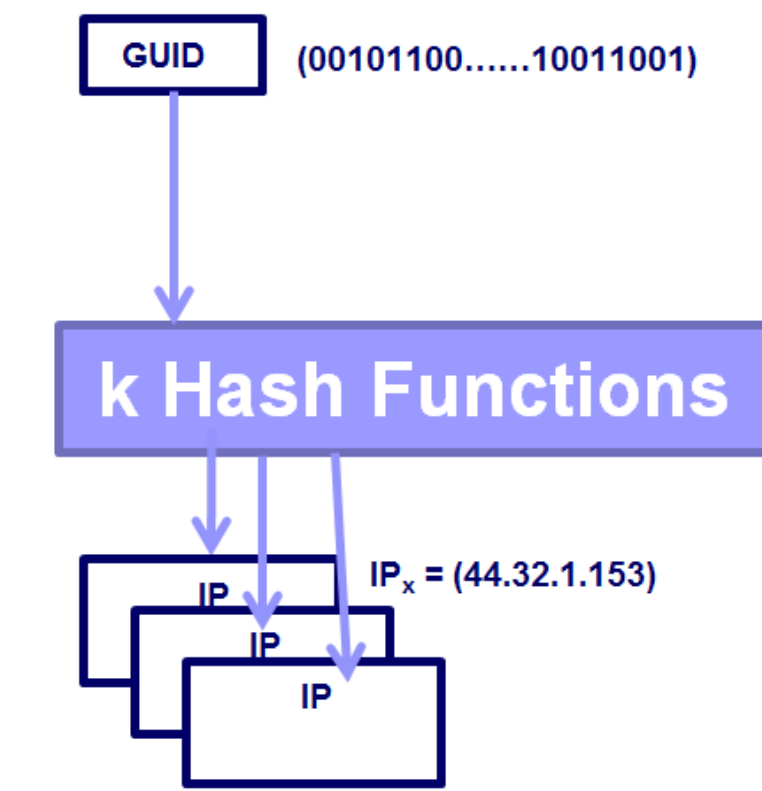 GUID (00101100......10011001)
k Hash Functions
IPx = (44.32.1.153)
IP
IP
IP